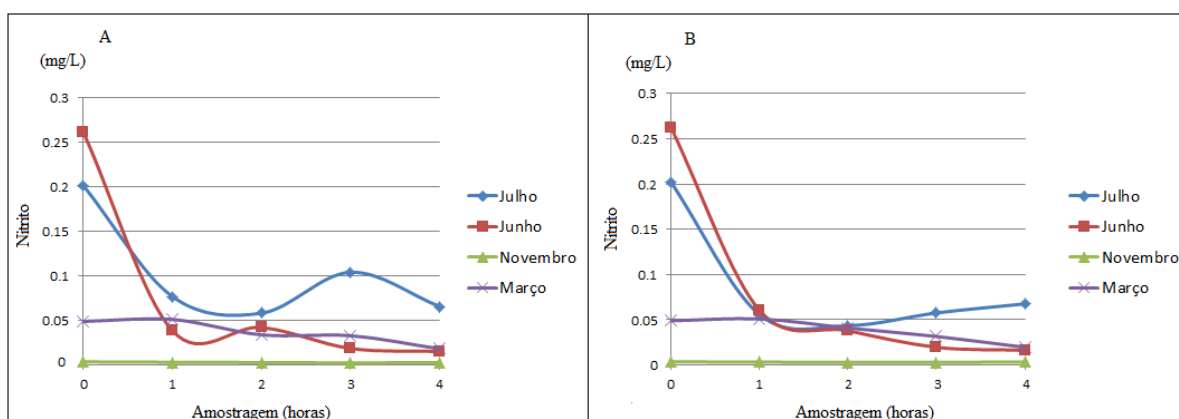 A
(mg/L)
0.3
0.25
0.2
0.15
0.1
0.05
0
Nitrito
0
1
2
3
4
Amostragem (horas)
Julho
Junho
Novembro
Março
B
(mg/L)
0.3
0.25
0.2
0.15
0.1
0.05
0
Nitrito
0
1
2
3
4
Amostragem (horas)
Julho
Junho
Novembro
Março